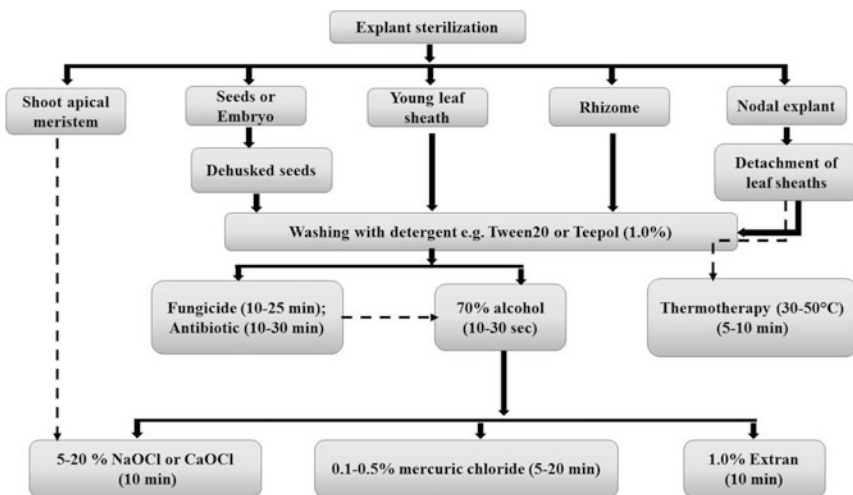 Explant sterilization
Shoot apical
meristem
Seeds or
Embryo
Young leaf
sheath
Rhizome
Nodal explant
Dehusked seeds
Detachment of
leaf sheaths
Washing with detergent e.g. Tween20 or Teepol (1.0%)
Fungicide (10-25 min);
Antibiotic (10-30 min)
70% alcohol
(10-30 sec)
Thermotherapy (30-50°C)
(5-10 min)
5-20 % NaOCl or CaOCl
(10 min)
0.1-0.5% mercuric chloride (5-20 min)
1.0% Extran
(10 min)